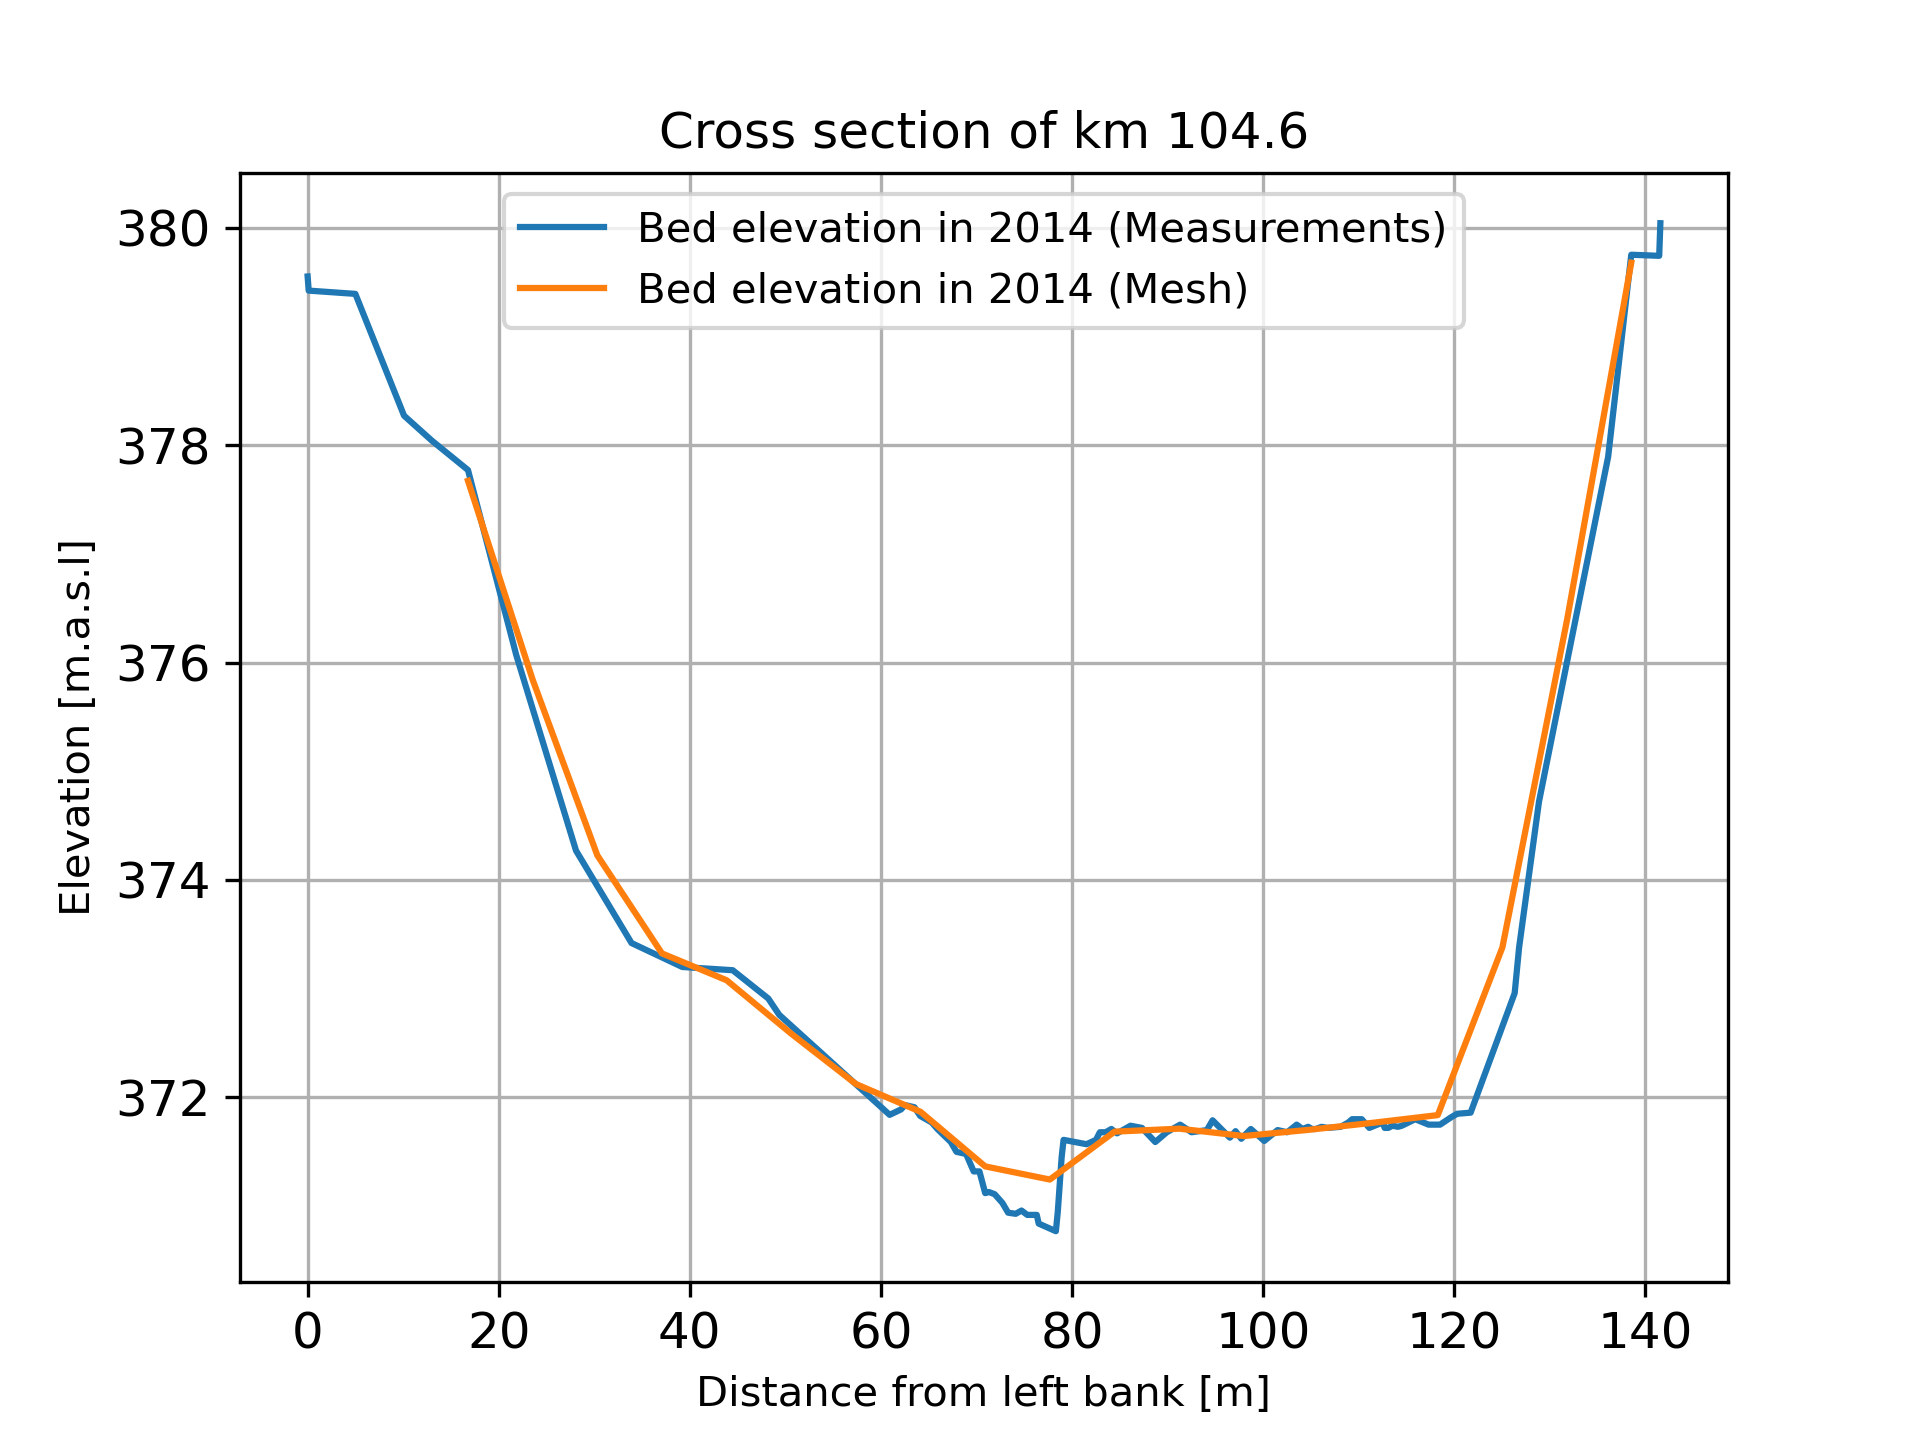 Cross section of km 104.6
Bed elevation in 2014 (Measurements)
Bed elevation in 2014 (Mesh)
380
378
376
374
372
Elevation [m.a.s.l]
0 20 40 60 80 100 120 140
Distance from left bank [m]